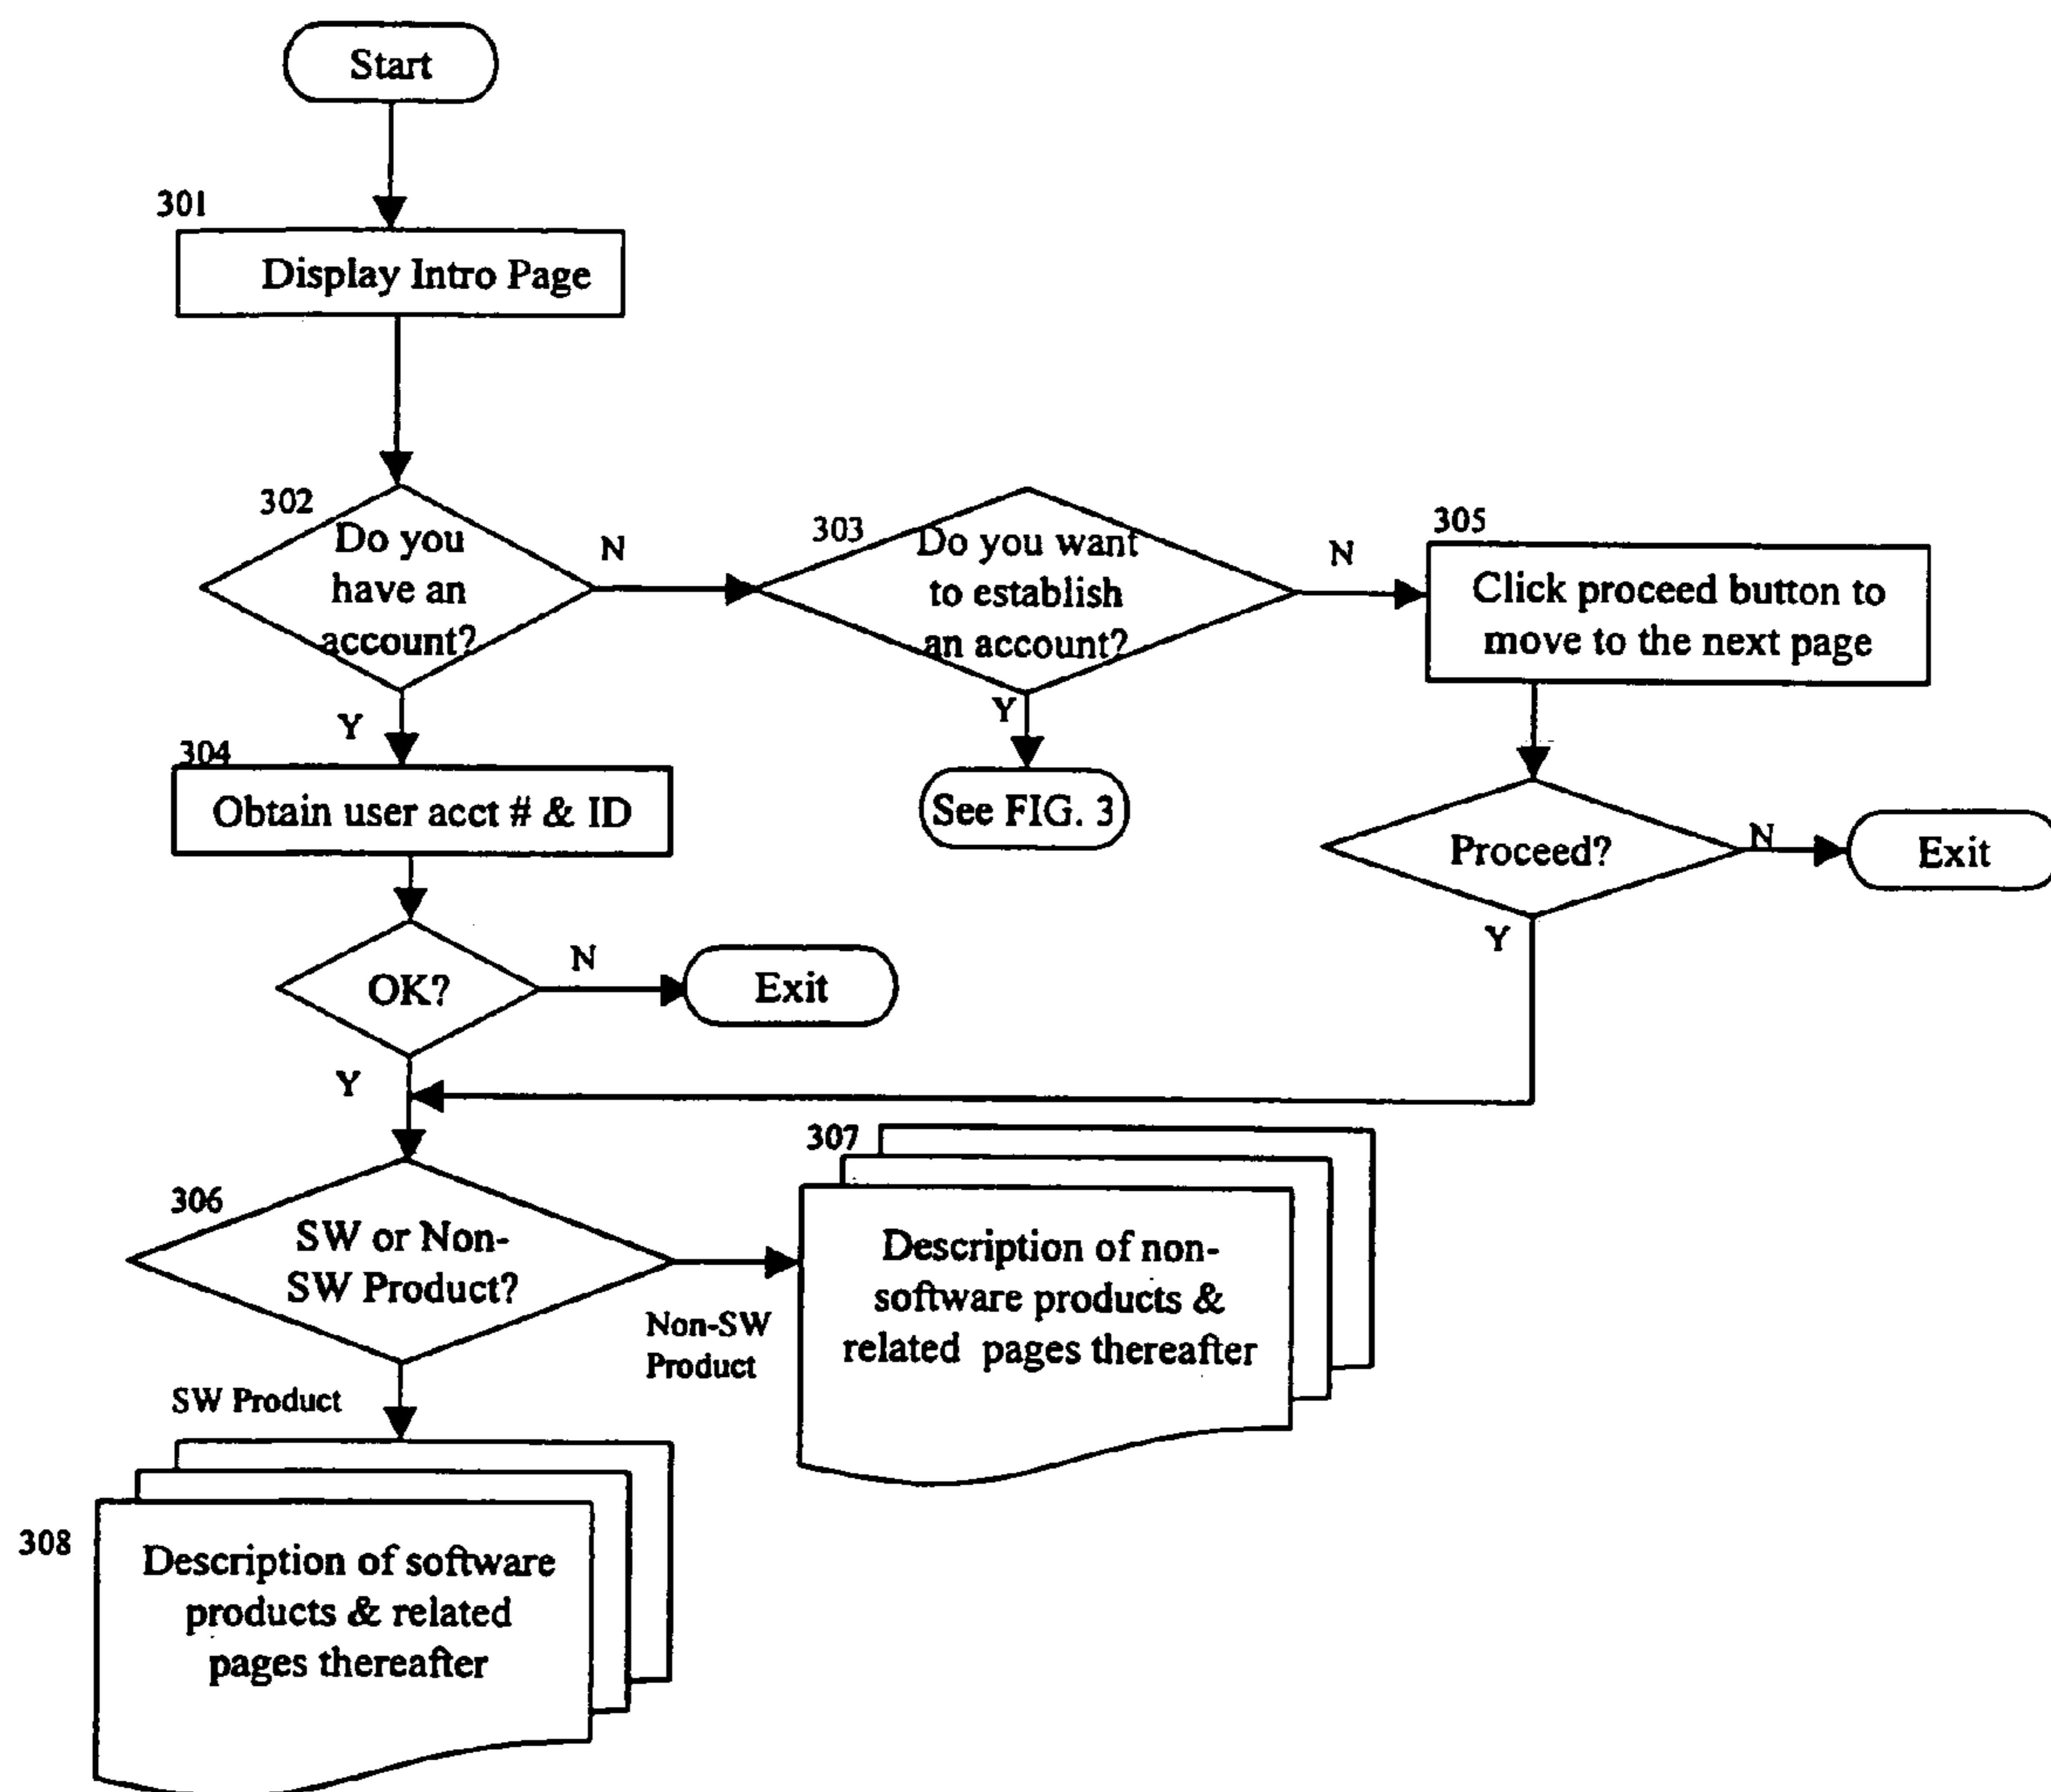 Start
301
Display Intro Page
302
Do you
have an
account?
N
303
Do you want
to establish
an account?
N
305
Click proceed button to
move to the next page
Y
304
Obtain user acct # & ID
Y
See FIG. 3
Proceed?
N
Exit
Y
OK?
N
Exit
Y
306
SW or Non-
SW Product?
Non-SW
Product
307
Description of non-
software products &
related pages thereafter
SW Product
308
Description of software
products & related
pages thereafter